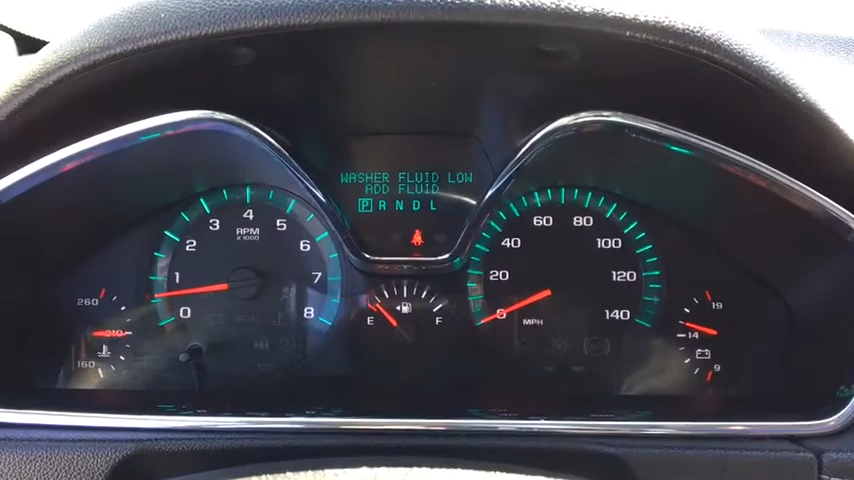 WASHER FLUID LOW
ADD FLUID
P R N D L
0 1 2 3 4 5 6 7 8
RPM
X1000
0 20 40 60 80 100 120 140
MPH
260
210
160
E F
19
14
9